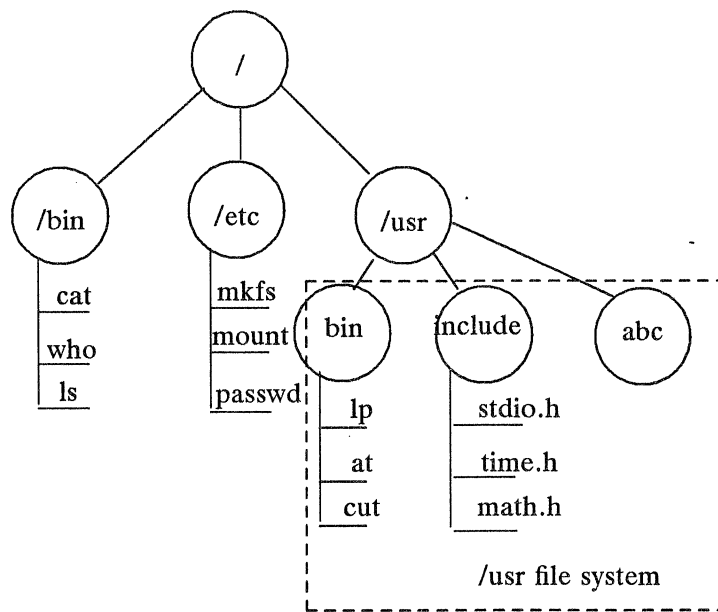 /
/bin
/etc
/usr
cat
who
ls
mkfs
mount
passwd
bin
include
abc
lp
at
cut
stdio.h
time.h
math.h
/usr file system